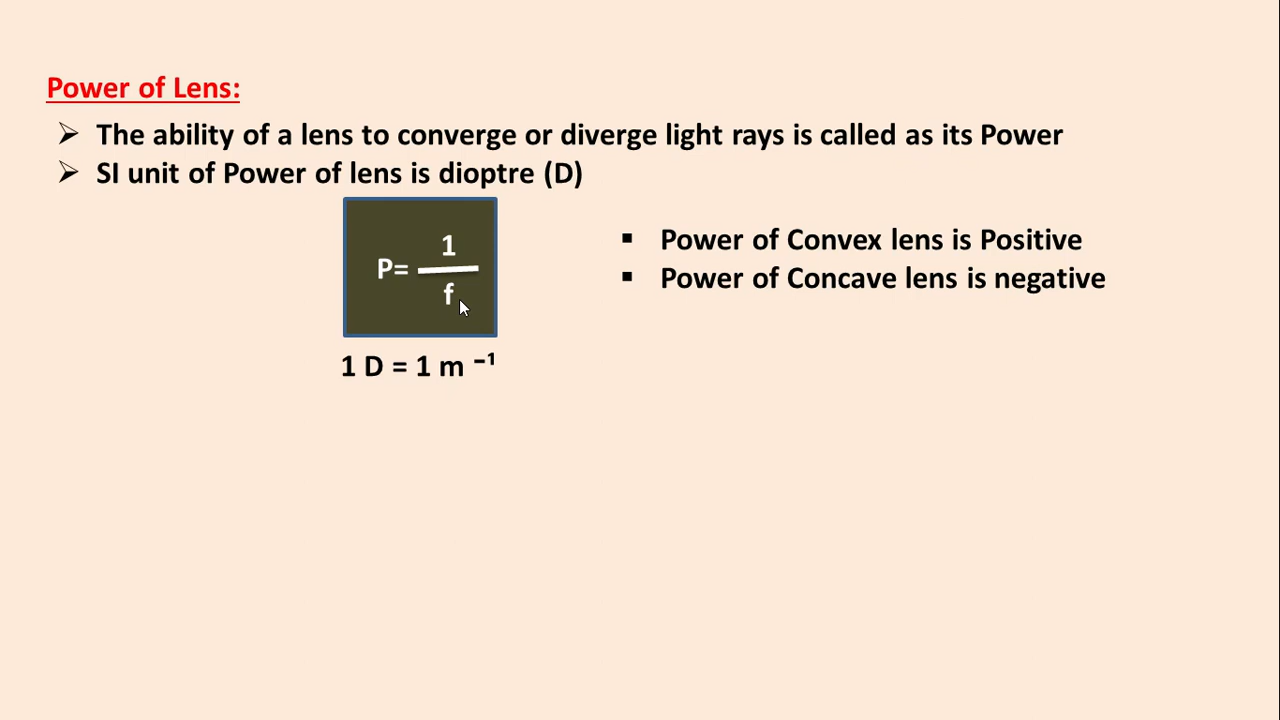 Power of Lens:
➢ The ability of a lens to converge or diverge light rays is called as its Power
➢ SI unit of Power of lens is dioptre (D)
P= 1/f
▪ Power of Convex lens is Positive
▪ Power of Concave lens is negative
1 D = 1 m ⁻¹